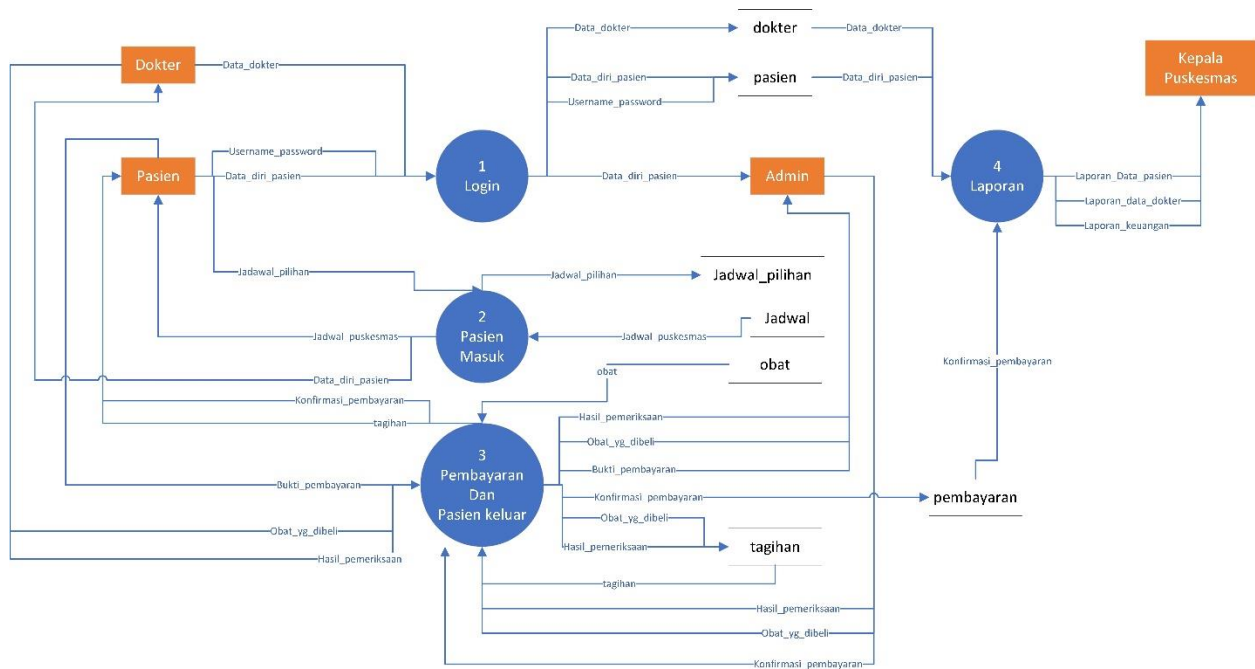 Data_dokter
dokter
Data_dokter
Dokter
Data_dokter
Kepala
Puskesmas
Data_diri_pasien
pasien
Data_diri_pasien
Username_password
Username_password
1
Login
4
Laporan
Pasien
Data_diri_pasien
Data_diri_pasien
Admin
Laporan_Data_pasien
Laporan_data_dokter
Laporan_keuangan
Jadawal_pilihan
Jadwal_pilihan
Jadwal_pilihan
2
Pasien
Masuk
Jadwal_puskesmas
Jadwal_puskesmas
Jadwal
obat
obat
Konfirmasi_pembayaran
Data_diri_pasien
Konfirmasi_pembayaran
tagihan
Hasil_pemeriksaan
Obat_yg_dibeli
3
Pembayaran
Dan
Pasien keluar
Bukti_pembayaran
Bukti_pembayaran
Konfirmasi_pembayaran
pembayaran
Obat_yg_dibeli
Obat_yg_dibeli
Hasil_pemeriksaan
Hasil_pemeriksaan
tagihan
tagihan
Hasil_pemeriksaan
Obat_yg_dibeli
Konfirmasi_pembayaran